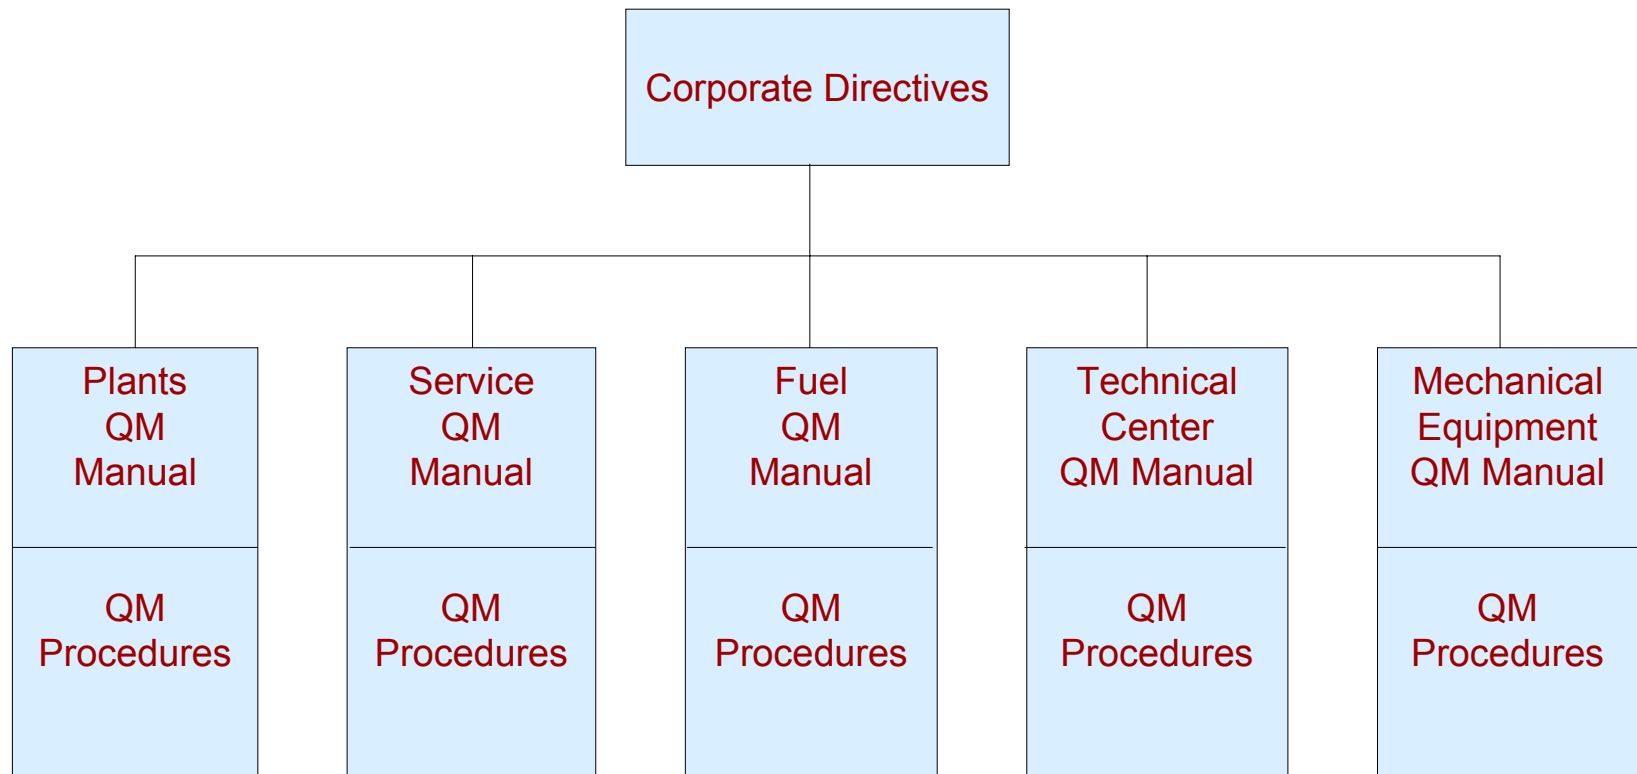 Corporate Directives
Plants
QM
Manual
Service
QM
Manual
Fuel
QM
Manual
Technical
Center
QM Manual
Mechanical
Equipment
QM Manual
QM
Procedures
QM
Procedures
QM
Procedures
QM
Procedures
QM
Procedures